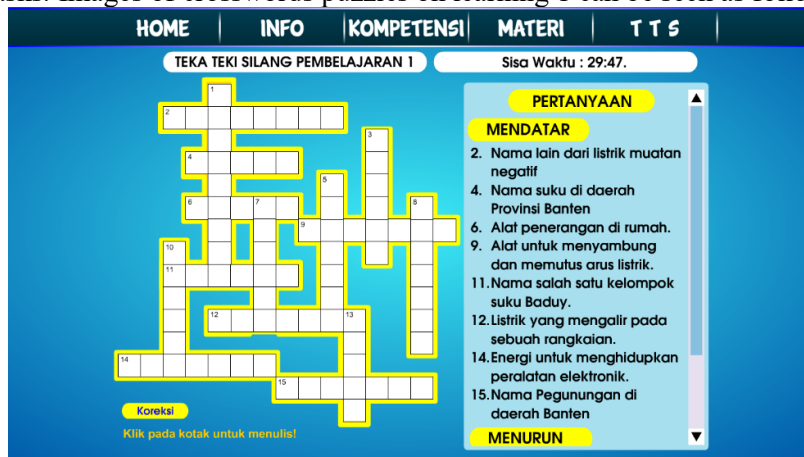 HOME INFO KOMPETENSI MATERI T T S
TEKA TEKI SILANG PEMBELAJARAN 1
Sisa Waktu : 29:47.
1
2
3
4
5
6 7 8
9
10
11
12 13
14
15
Koreksi
Klik pada kotak untuk menulis!
PERTANYAAN
MENDATAR
2. Nama lain dari listrik muatan
negatif
4. Nama suku di daerah
Provinsi Banten
6. Alat penerangan di rumah.
9. Alat untuk menyambung
dan memutus arus listrik.
11.Nama salah satu kelompok
suku Baduy.
12.Listrik yang mengalir pada
sebuah rangkaian.
14.Energi untuk menghidupkan
peralatan elektronik.
15.Nama Pegunungan di
daerah Banten
MENURUN